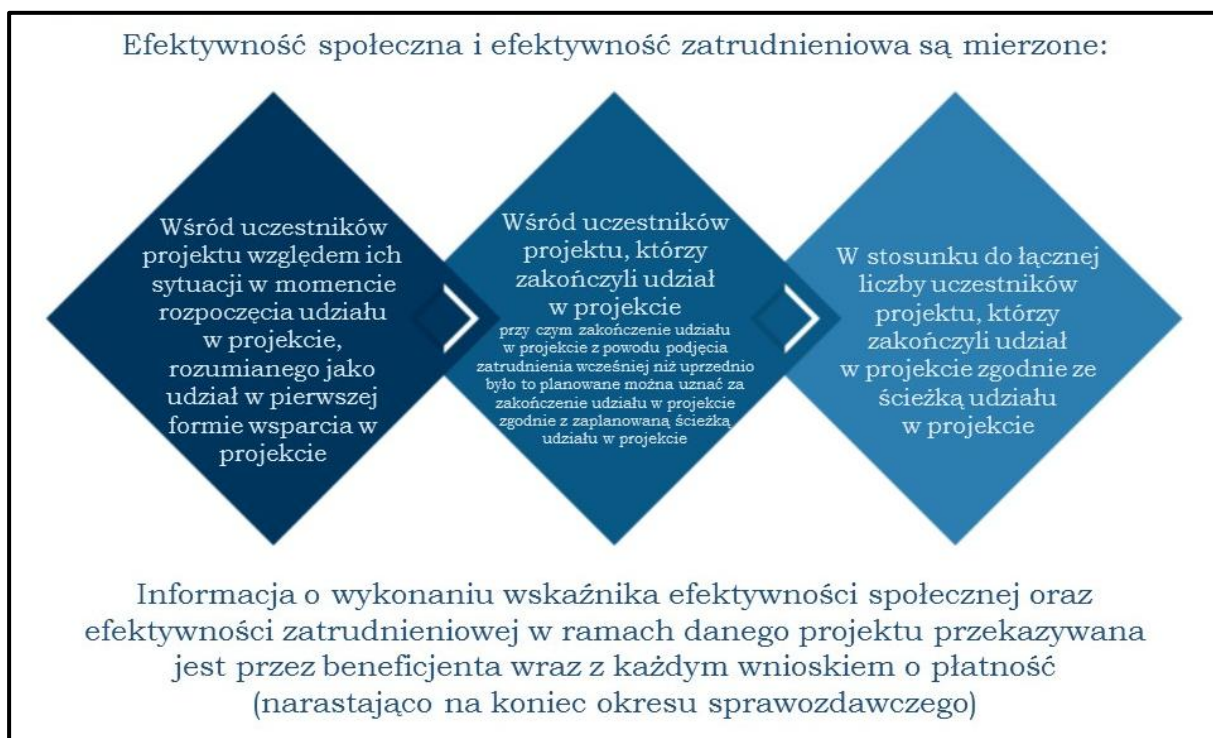 Efektywność społeczna i efektywność zatrudnieniowa są mierzone:
Wśród uczestników
projektu względem ich
sytuacji w momencie
rozpoczęcia udziału
w projekcie,
rozumianego jako
udział w pierwszej
formie wsparcia w
projekcie
Wśród uczestników
projektu, którzy
zakończyli udział
w projekcie
przy czym zakończenie udziału
w projekcie z powodu podjęcia
zatrudnienia wcześniej niż uprzednio
było to planowane można uznać za
zakończenie udziału w projekcie
zgodnie z zaplanowaną ścieżką
udziału w projekcie
W stosunku do łącznej
liczby uczestników
projektu, którzy
zakończyli udział
w projekcie zgodnie ze
ścieżką udziału
w projekcie
Informacja o wykonaniu wskaźnika efektywności społecznej oraz
efektywności zatrudnieniowej w ramach danego projektu przekazywana
jest przez beneficjenta wraz z każdym wnioskiem o płatność
(narastająco na koniec okresu sprawozdawczego)